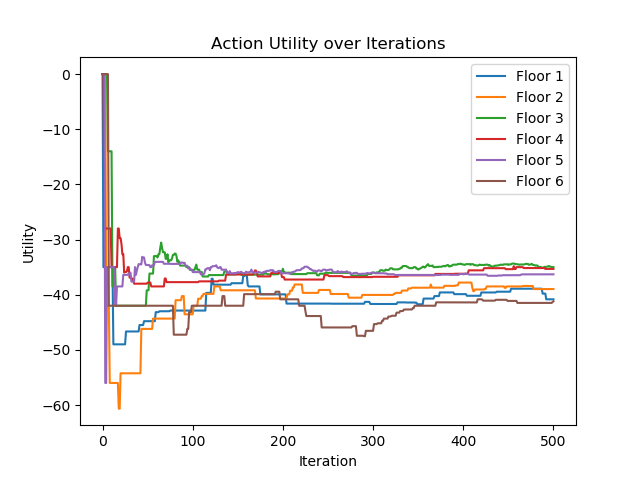 Action Utility over Iterations
Floor 1
Floor 2
Floor 3
Floor 4
Floor 5
Floor 6
Utility
0
−10
−20
−30
−40
−50
−60
0 100 200 300 400 500
Iteration